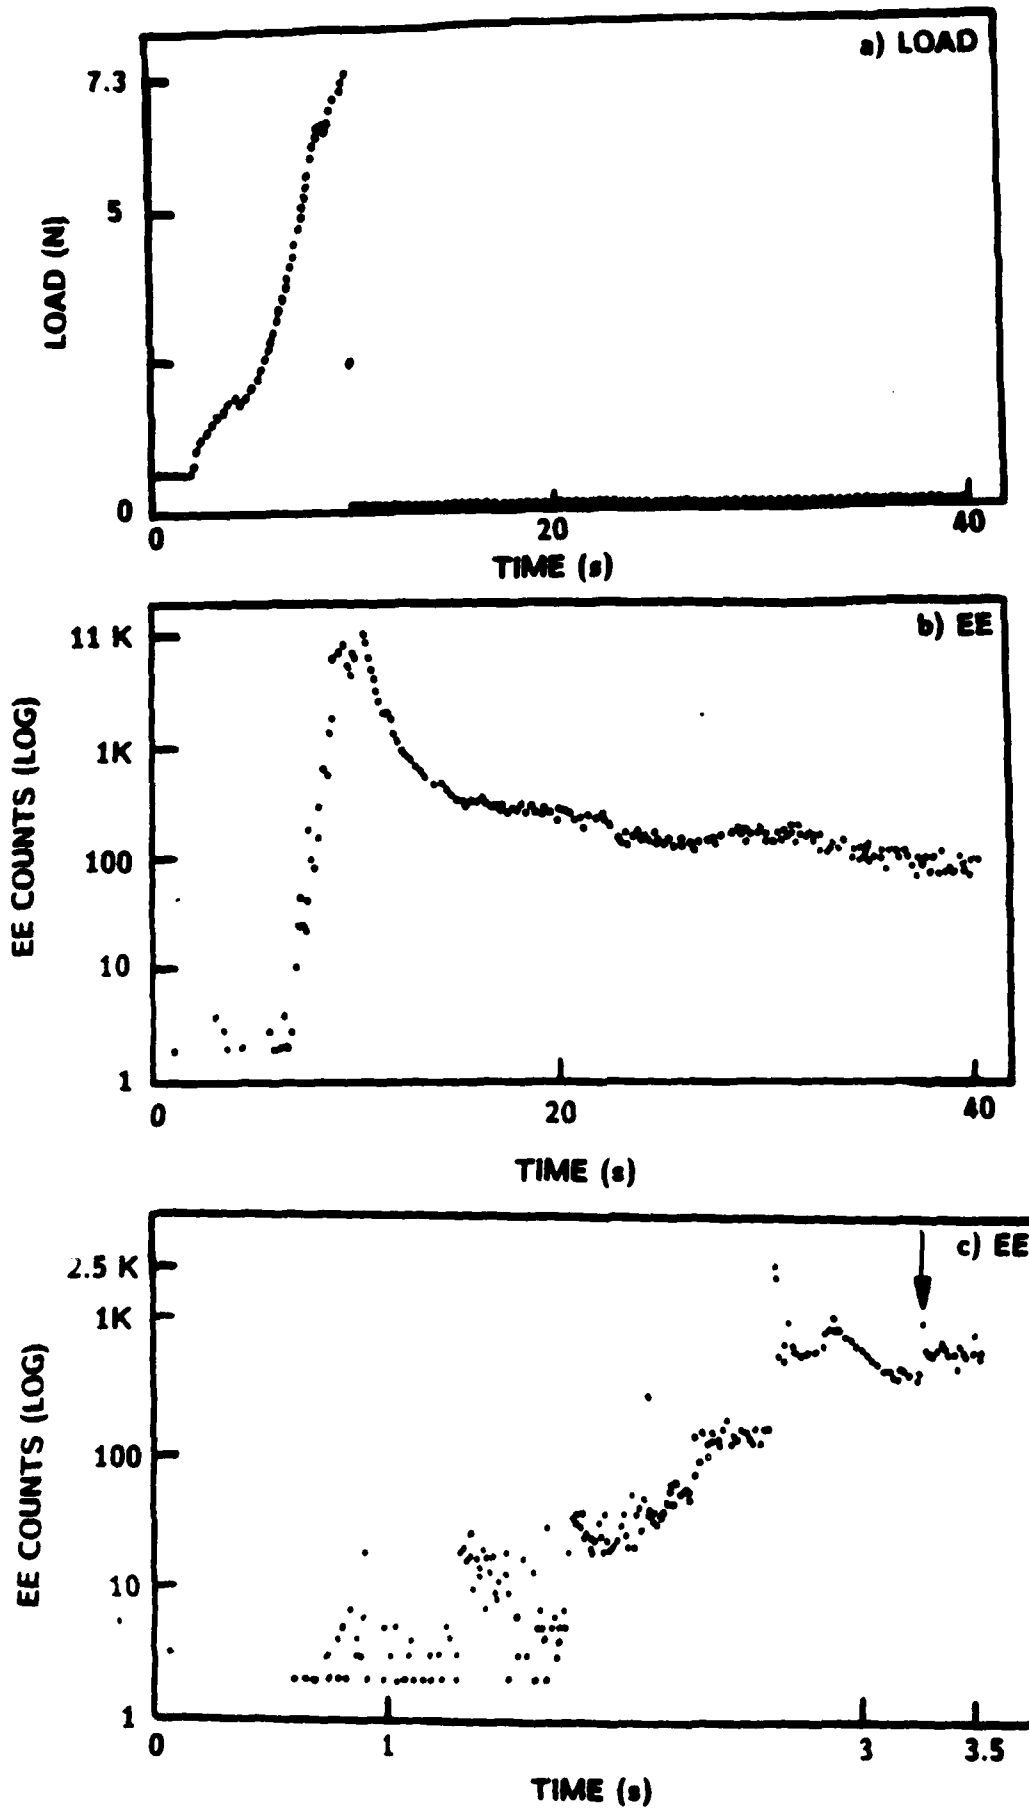 a) LOAD
7.3
5
0
LOAD (N)
0
20
40
TIME (s)
b) EE
11 K
1K
100
10
1
EE COUNTS (LOG)
0
20
40
TIME (s)
c) EE
2.5 K
1K
100
10
1
EE COUNTS (LOG)
0
1
3
3.5
TIME (s)